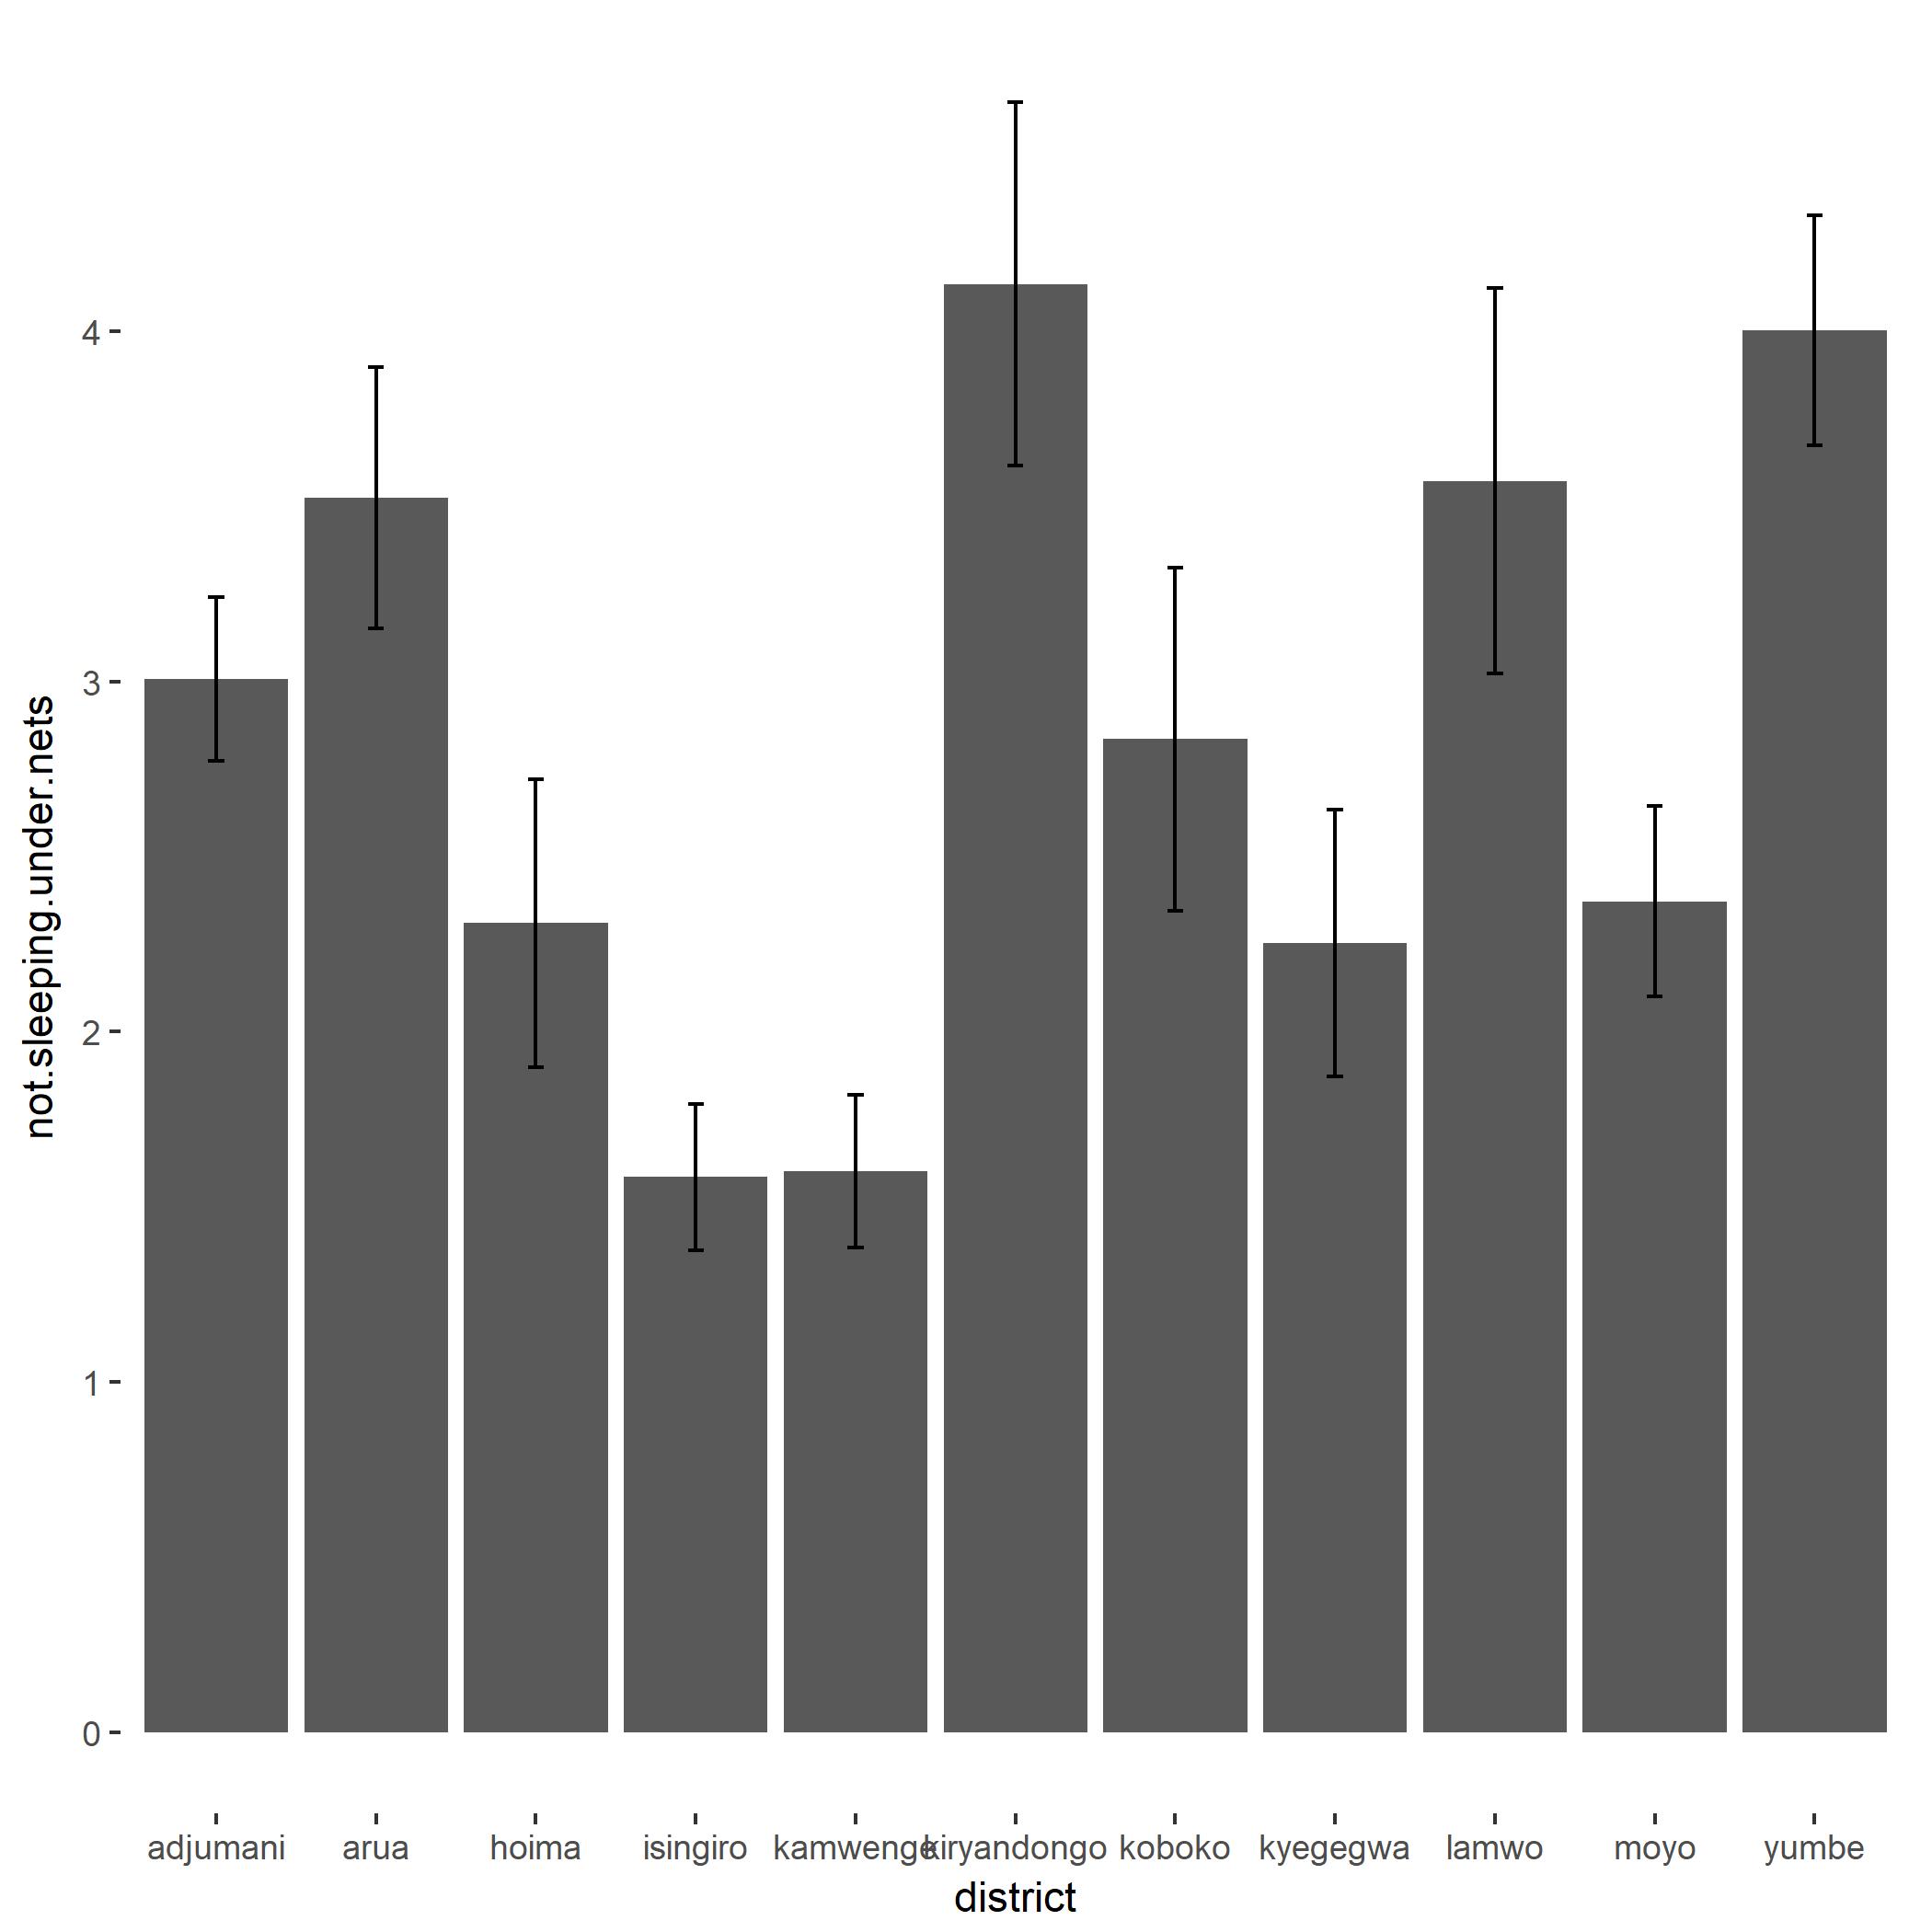 not.sleeping.under.nets
4
3
2
1
0
adjumani arua hoima isingiro kamwenge kiryandongo koboko kyegegwa lamwo moyo yumbe
district